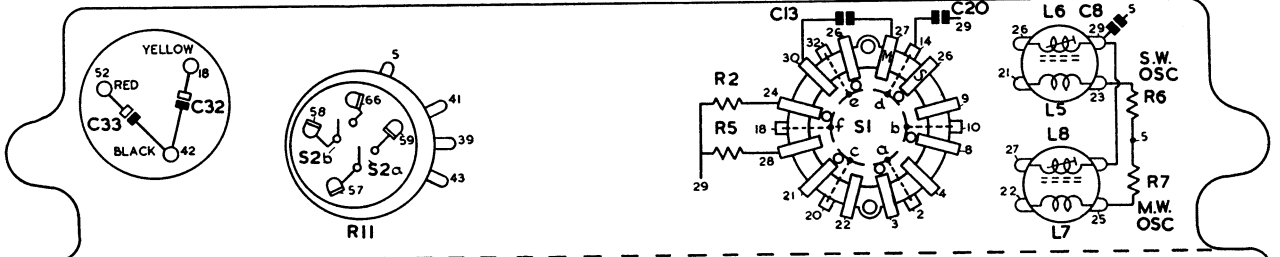 YELLOW
52
RED
18
C33
C32
BLACK
42
5
58
66
41
59
39
S2b
S2a
43
57
R11
C13
C20
26
27
14
29
32
30
M
S
26
R2
24
e
d
9
R5
18
f
S1
b
10
28
c
a
8
29
21
4
20
22
3
2
L6
C8
5
26
29
S.W.
OSC
21
23
R6
L5
L8
5
27
22
25
R7
M.W.
OSC
L7